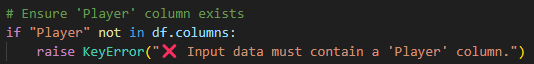 # Ensure 'Player' column exists
if "Player" not in df.columns:
    raise KeyError("❌ Input data must contain a 'Player' column.")